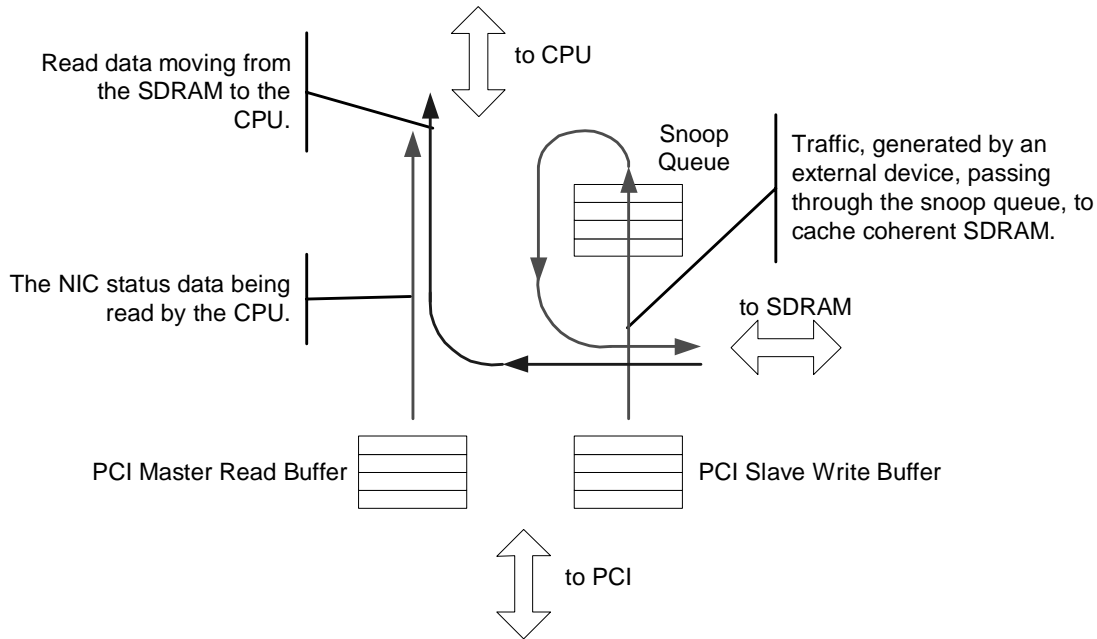 to CPU
Read data moving from
the SDRAM to the
CPU.
Snoop
Queue
Traffic, generated by an
external device, passing
through the snoop queue, to
cache coherent SDRAM.
The NIC status data being
read by the CPU.
to SDRAM
PCI Master Read Buffer
PCI Slave Write Buffer
to PCI